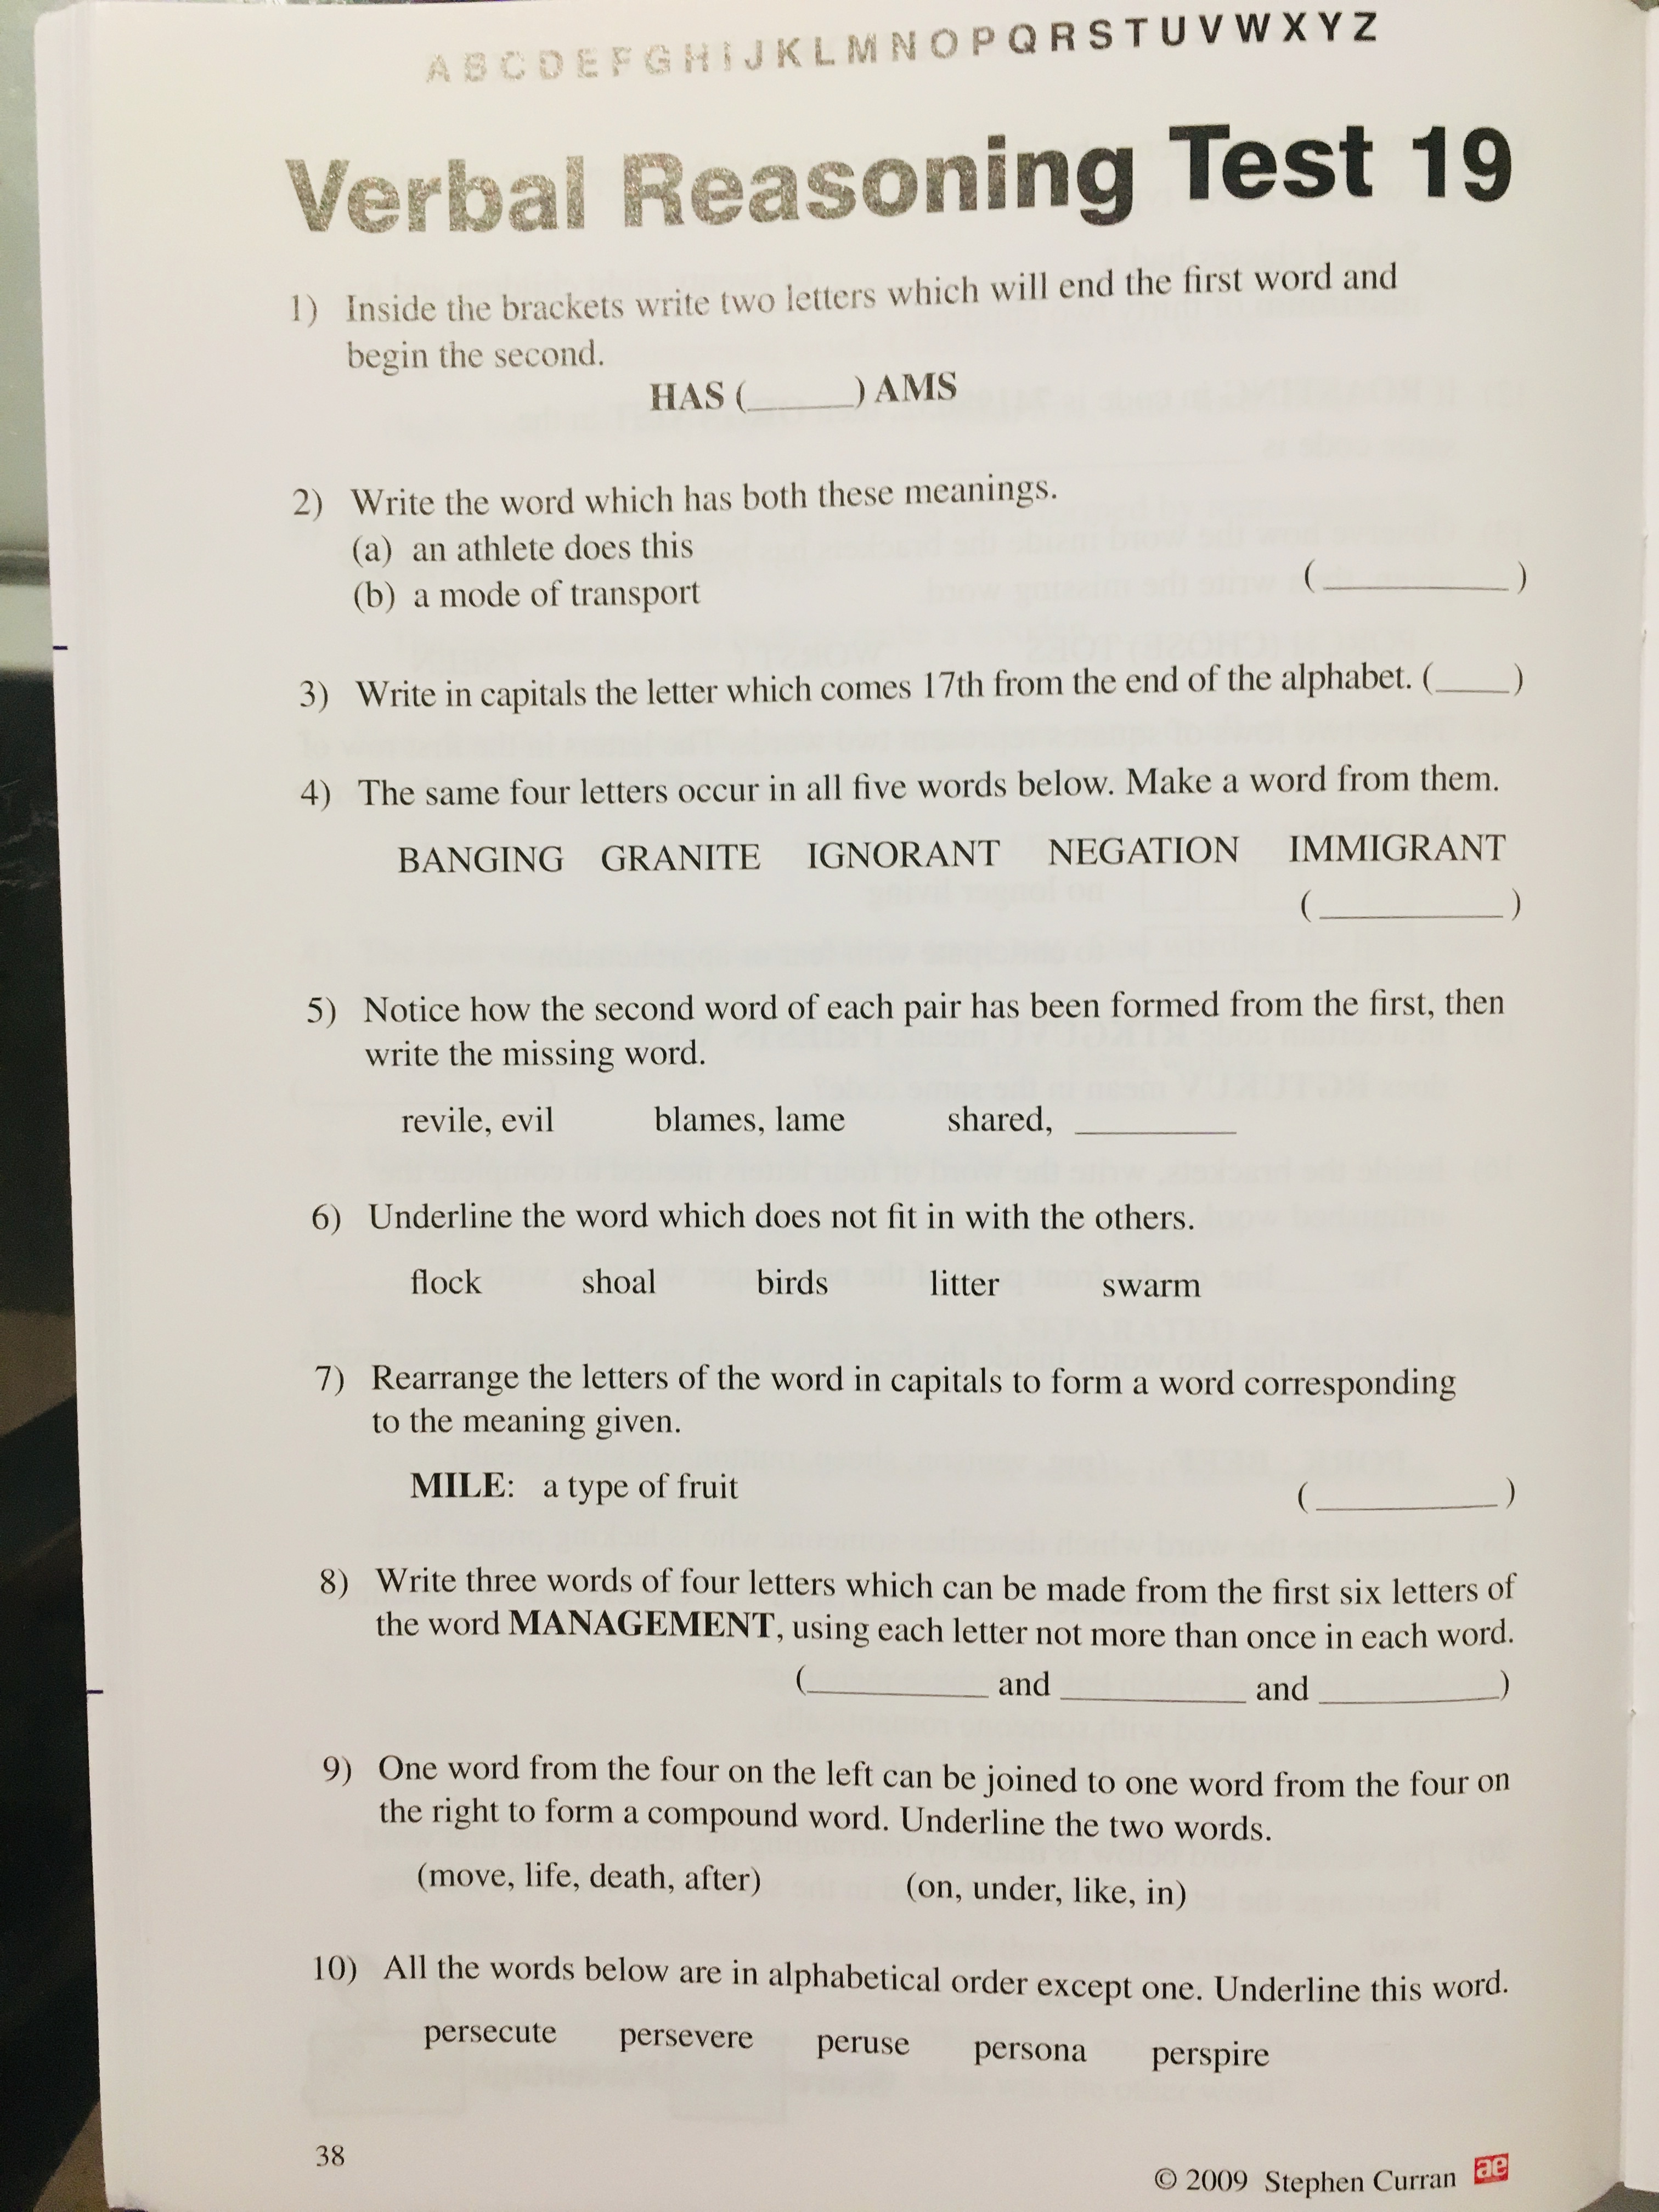 A B C D E F G H I J K L M N O P Q R S T U V W X Y Z
Verbal Reasoning Test 19
1) Inside the brackets write two letters which will end the first word and
begin the second.
HAS (______) AMS
2) Write the word which has both these meanings.
(a) an athlete does this
(b) a mode of transport (__________)
3) Write in capitals the letter which comes 17th from the end of the alphabet. (____)
4) The same four letters occur in all five words below. Make a word from them.
BANGING GRANITE IGNORANT NEGATION IMMIGRANT
(__________)
5) Notice how the second word of each pair has been formed from the first, then
write the missing word.
revile, evil blames, lame shared, _________
6) Underline the word which does not fit in with the others.
flock shoal birds litter swarm
7) Rearrange the letters of the word in capitals to form a word corresponding
to the meaning given.
MILE: a type of fruit (__________)
8) Write three words of four letters which can be made from the first six letters of
the word MANAGEMENT, using each letter not more than once in each word.
(__________ and __________ and __________)
9) One word from the four on the left can be joined to one word from the four on
the right to form a compound word. Underline the two words.
(move, life, death, after) (on, under, like, in)
10) All the words below are in alphabetical order except one. Underline this word.
persecute persevere peruse persona perspire
38
© 2009 Stephen Curran ae